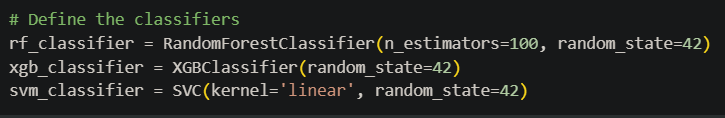 # Define the classifiers
rf_classifier = RandomForestClassifier(n_estimators=100, random_state=42)
xgb_classifier = XGBClassifier(random_state=42)
svm_classifier = SVC(kernel='linear', random_state=42)